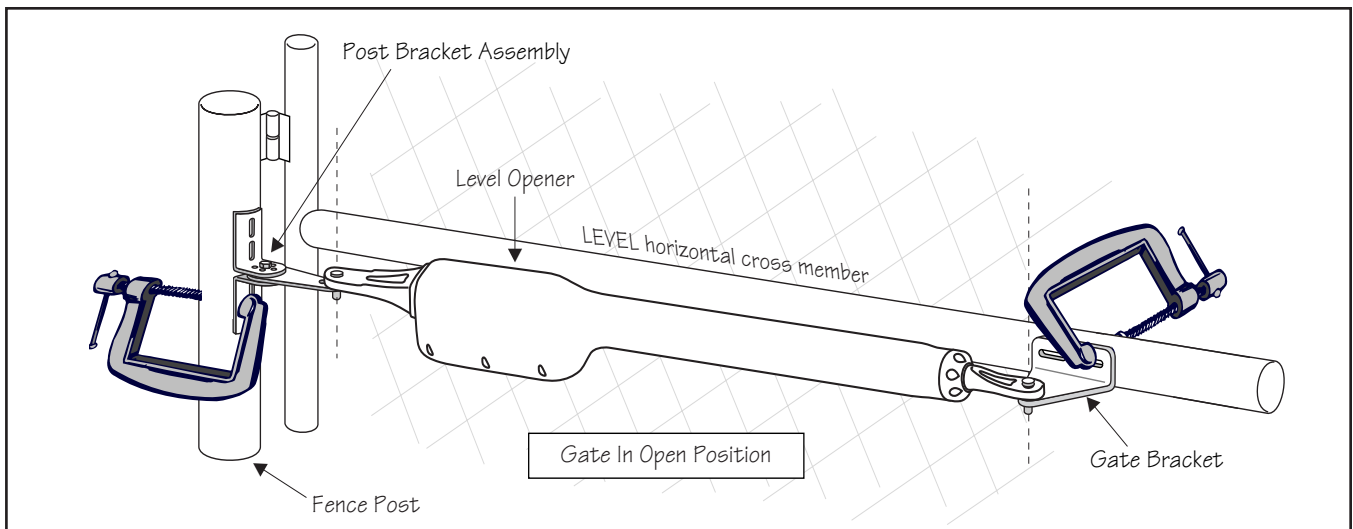 Post Bracket Assembly
Level Opener
LEVEL horizontal cross member
Gate In Open Position
Gate Bracket
Fence Post